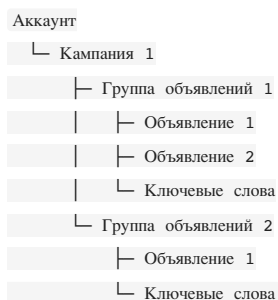 Аккаунт
└─ Кампания 1
├─ Группа объявлений 1
│ ├─ Объявление 1
│ ├─ Объявление 2
│ └─ Ключевые слова
└─ Группа объявлений 2
├─ Объявление 1
└─ Ключевые слова